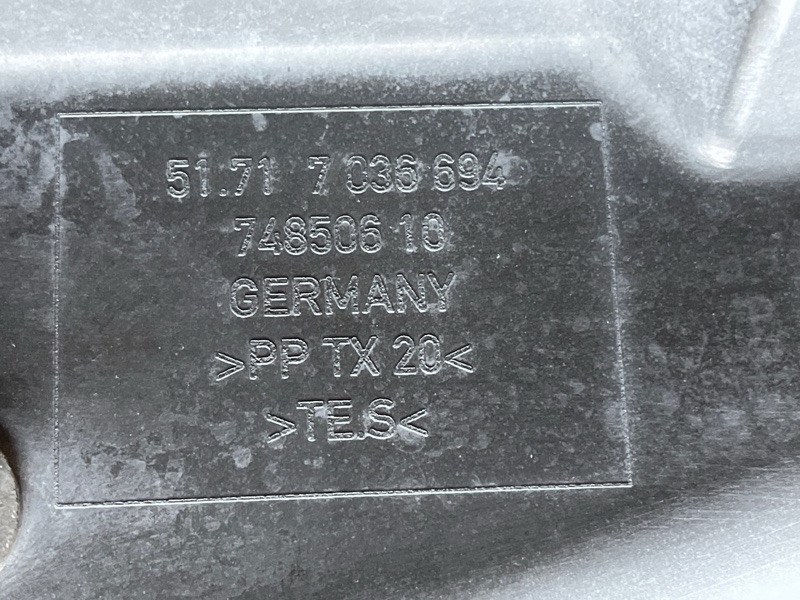 51.71 7 036 694
748506 10
GERMANY
>PP TX 20<
>TE.S<